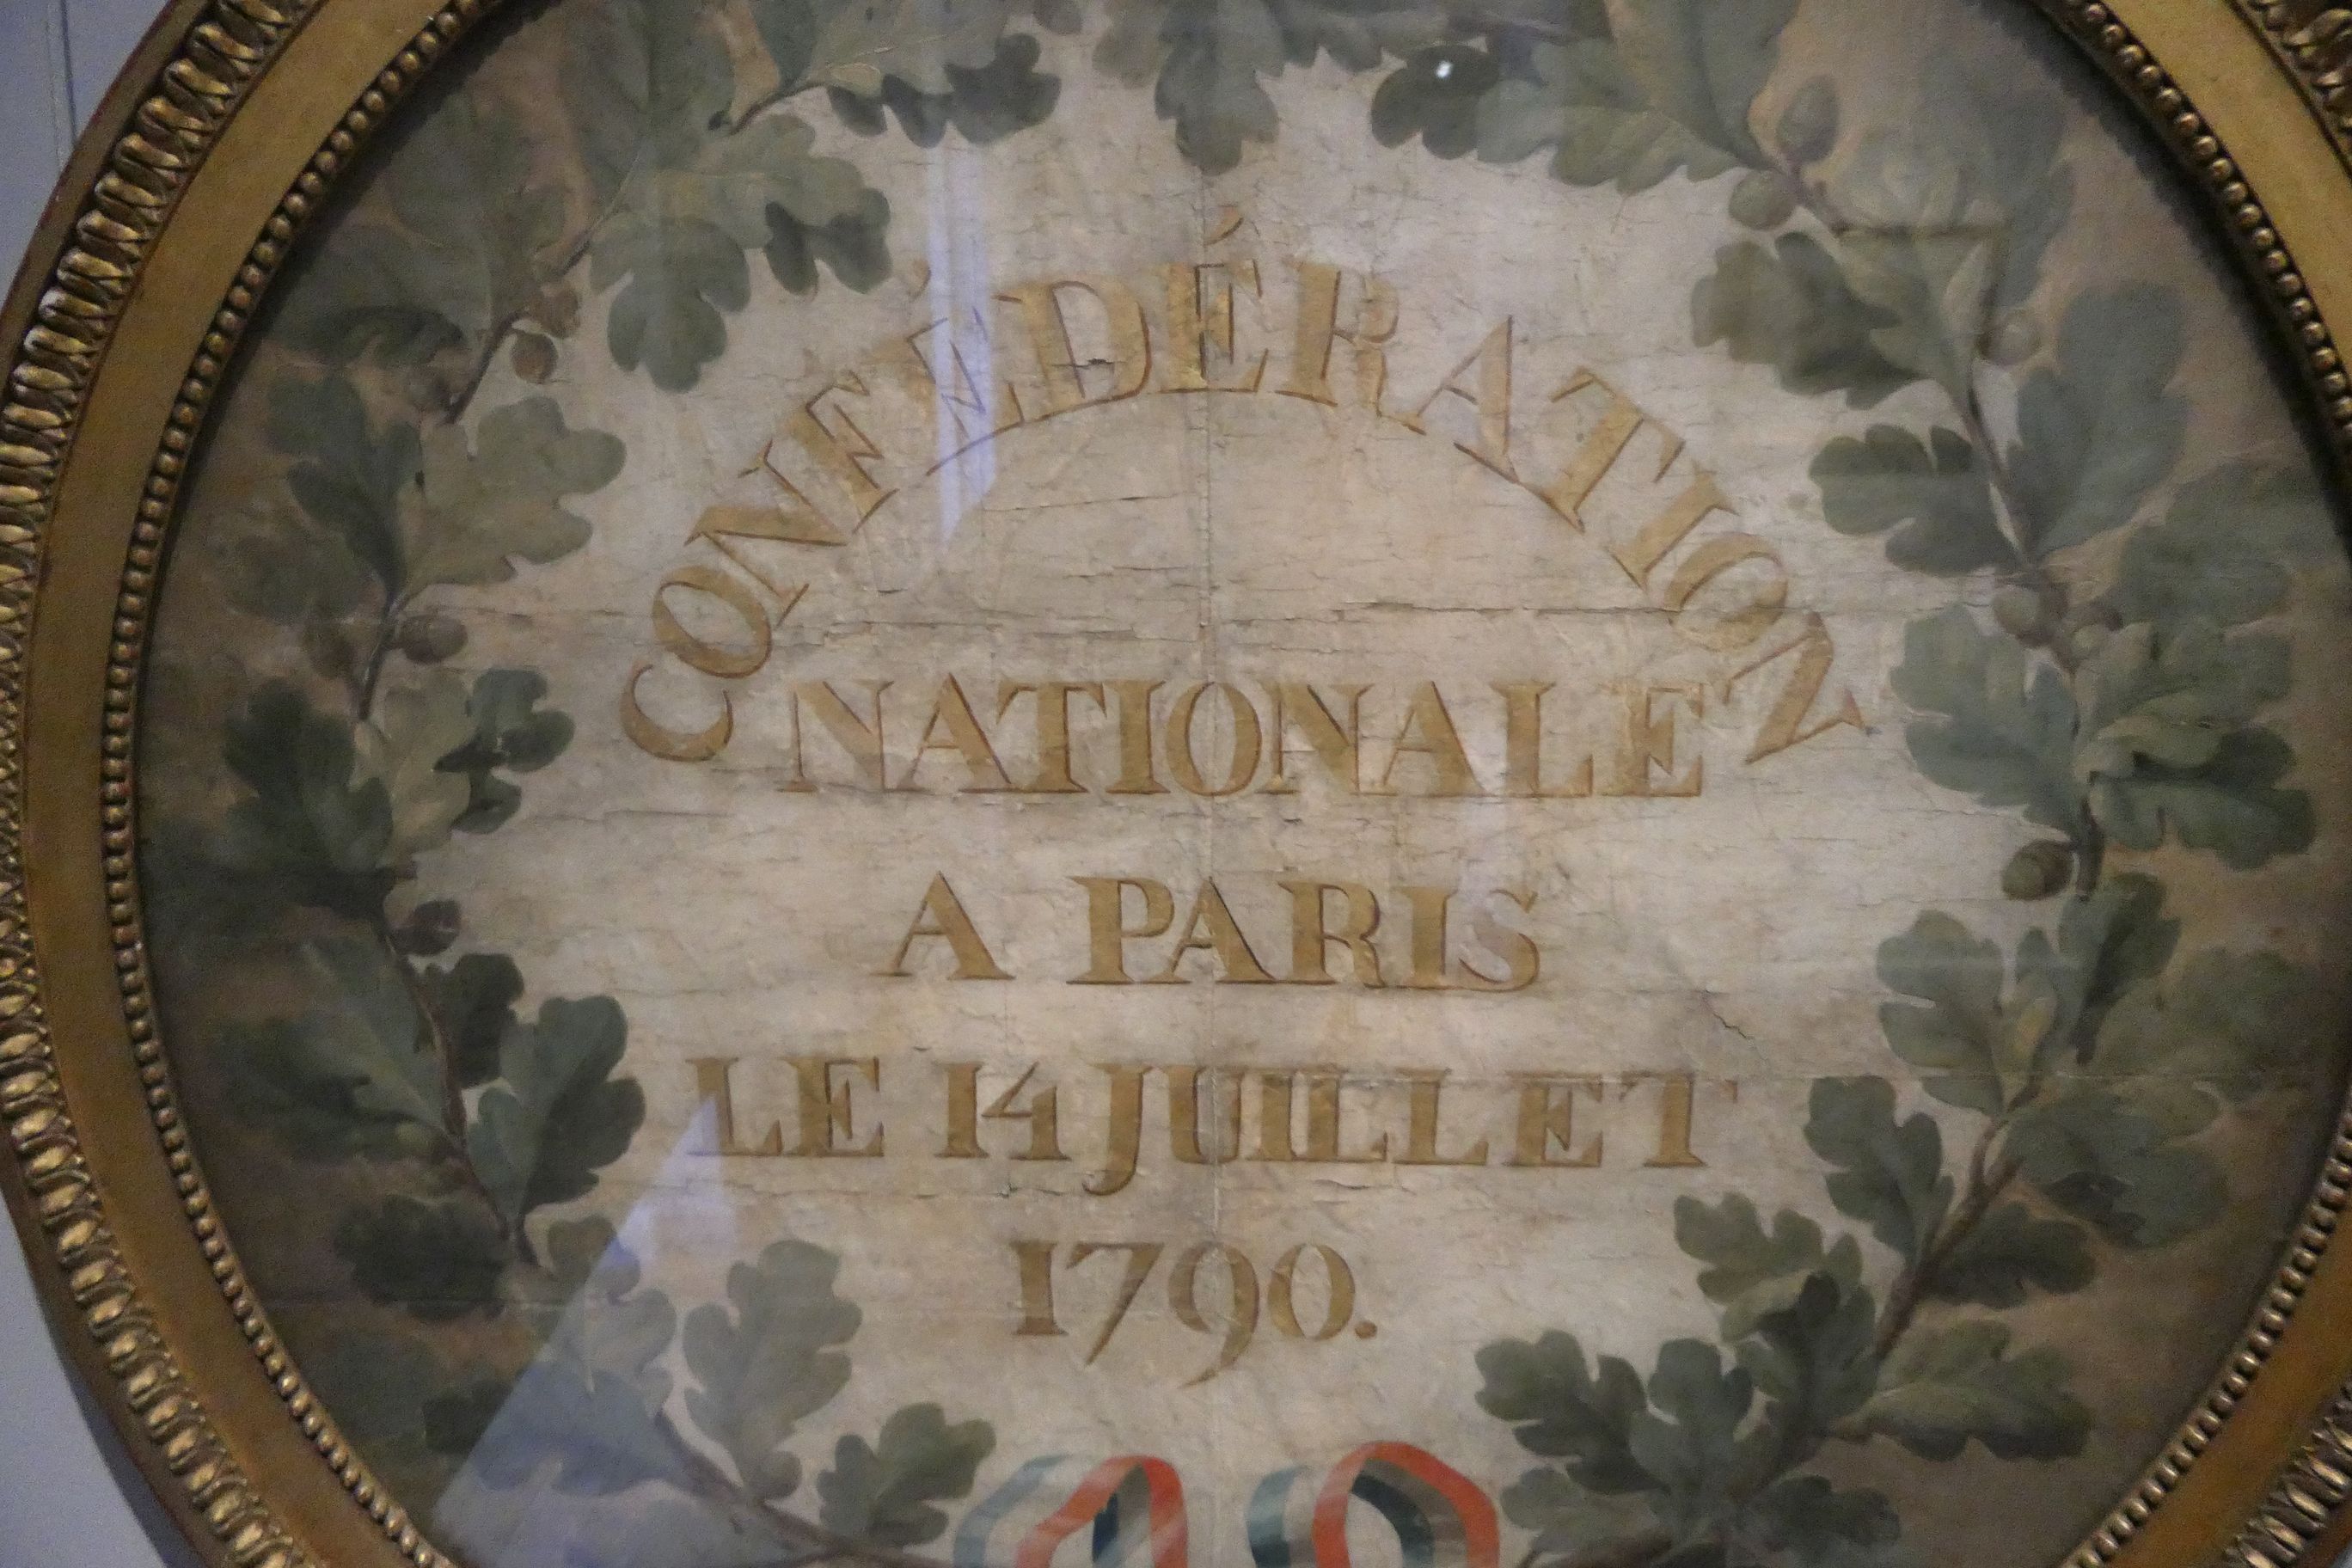 CONFÉDÉRATION
NATIONALE
A PARIS
LE 14 JUILLET
1790.